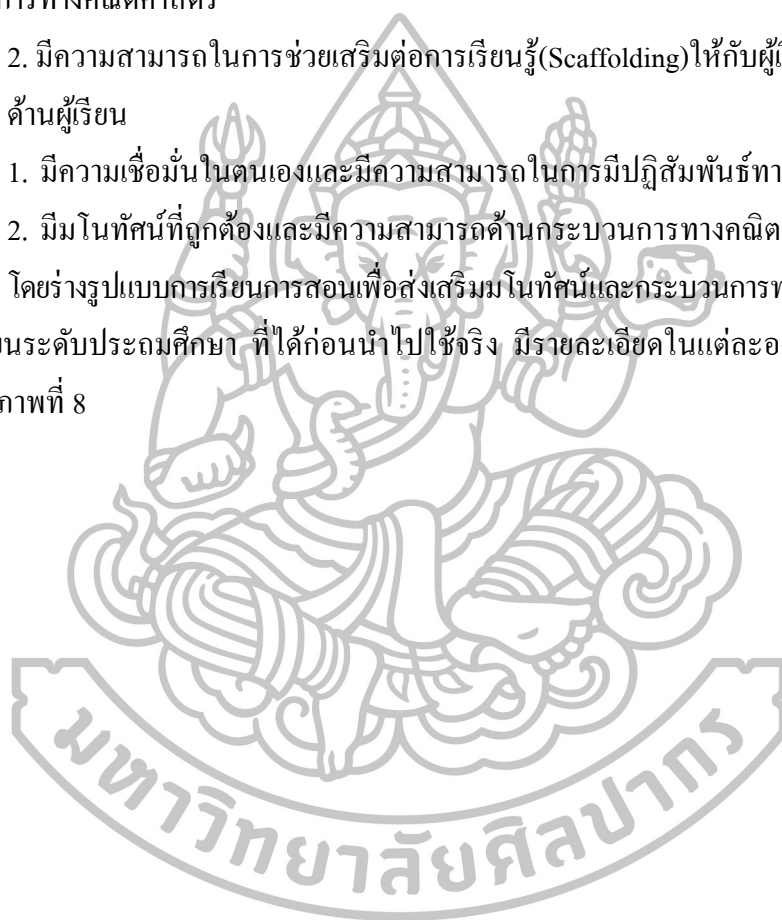 2. มีความสามารถในการช่วยเสริมต่อการเรียนรู้(Scaffolding)ให้กับ
ด้านผู้เรียน
1. มีความเชื่อมั่นในตนเองและมีความสามารถในการมีปฏิสัมพันธ์
2. มีมโนทัศน์ที่ถูกต้องและมีความสามารถด้านกระบวนการทางคณิต
โดยร่างรูปแบบการเรียนการสอนเพื่อส่งเสริมมโนทัศน์และกระบวนการ
นระดับประถมศึกษา ที่ได้ก่อนนำไปใช้จริง มีรายละเอียดในแต่ละ
ภาพที่ 8
มหาวิทยาลัยศิลปากร